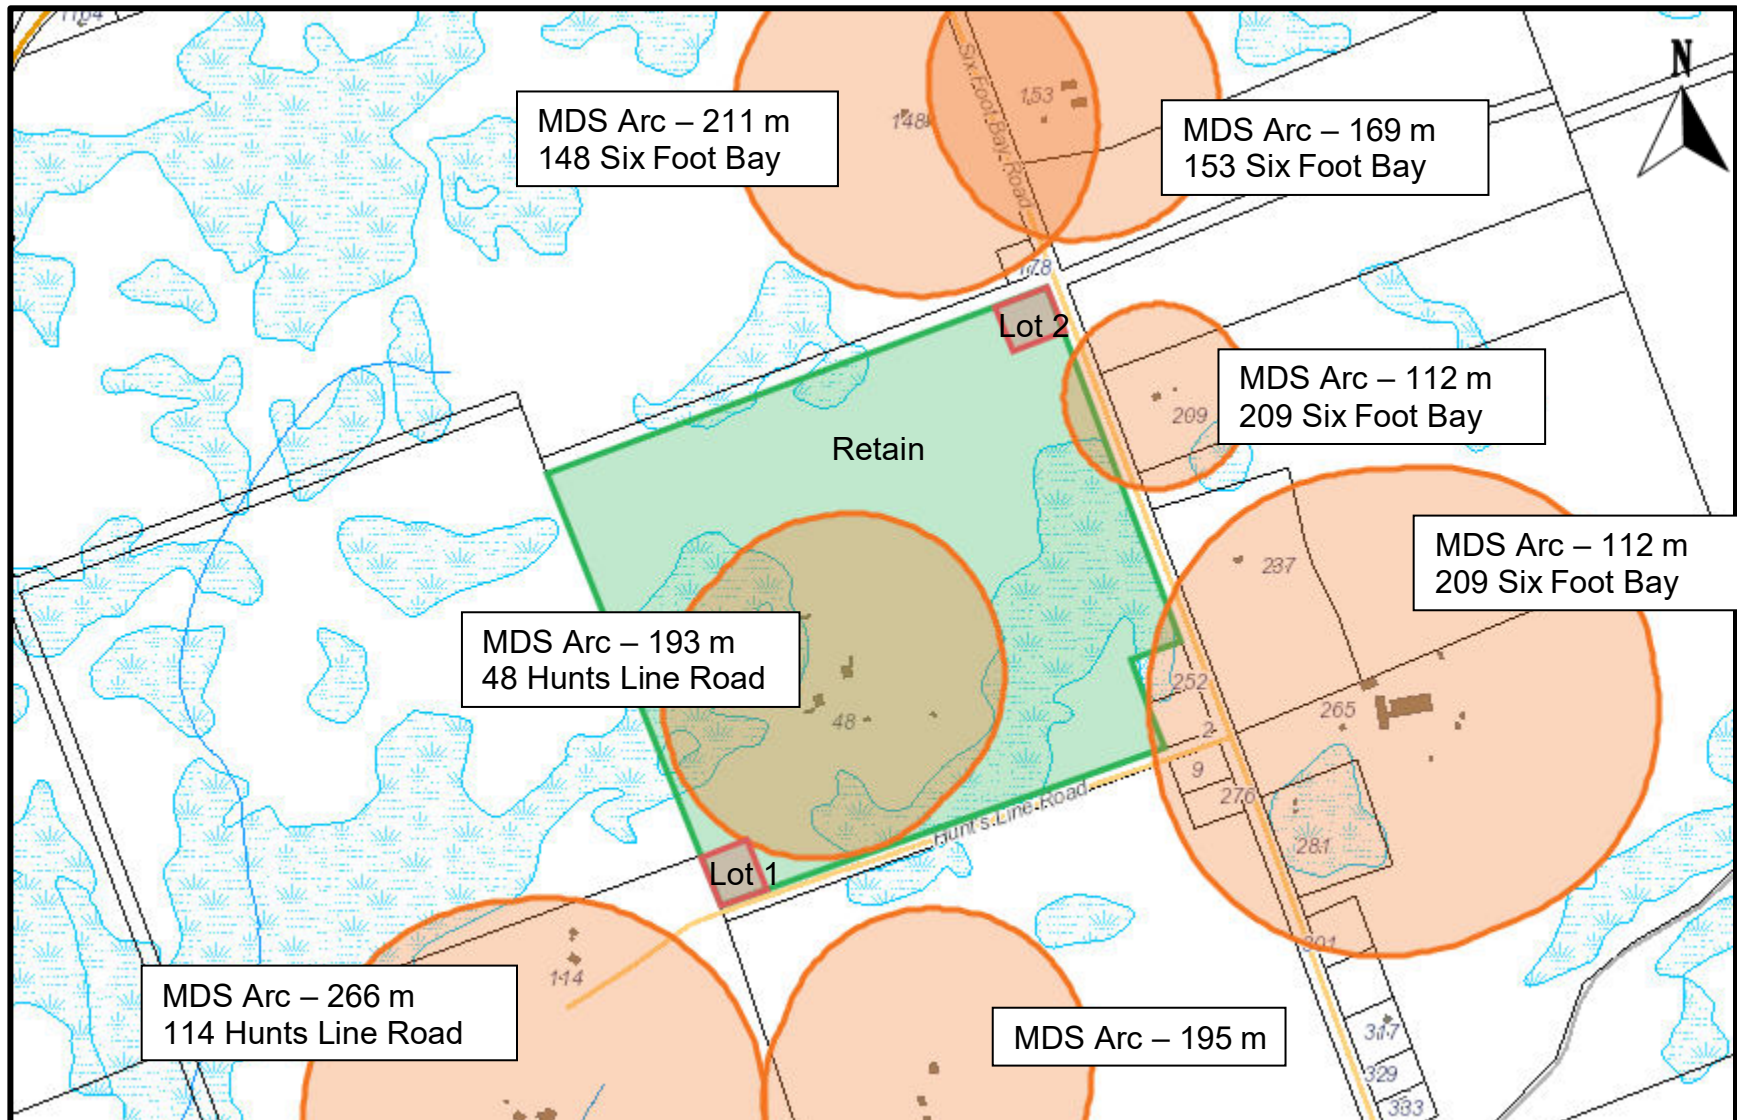 1164
N
MDS Arc – 211 m
148 Six Foot Bay
148
153
Six Foot Bay Road
MDS Arc – 169 m
153 Six Foot Bay
178
Lot 2
MDS Arc – 112 m
209 Six Foot Bay
209
Retain
MDS Arc – 112 m
209 Six Foot Bay
237
MDS Arc – 193 m
48 Hunts Line Road
48
252
265
2
9
276
Hunts Line Road
281
Lot 1
301
114
MDS Arc – 266 m
114 Hunts Line Road
MDS Arc – 195 m
317
329
333